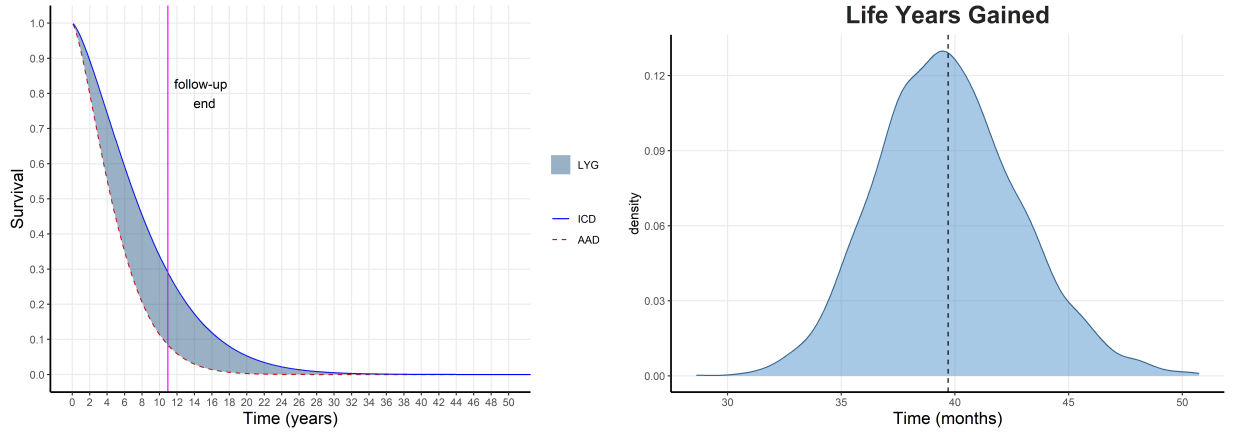 1.0
0.9
0.8
0.7
0.6
0.5
0.4
0.3
0.2
0.1
0.0
Survival
0 2 4 6 8 10 12 14 16 18 20 22 24 26 28 30 32 34 36 38 40 42 44 46 48 50
Time (years)
follow-up
end
LYG
ICD
AAD
Life Years Gained
0.12
0.09
0.06
0.03
0.00
density
30 35 40 45 50
Time (months)